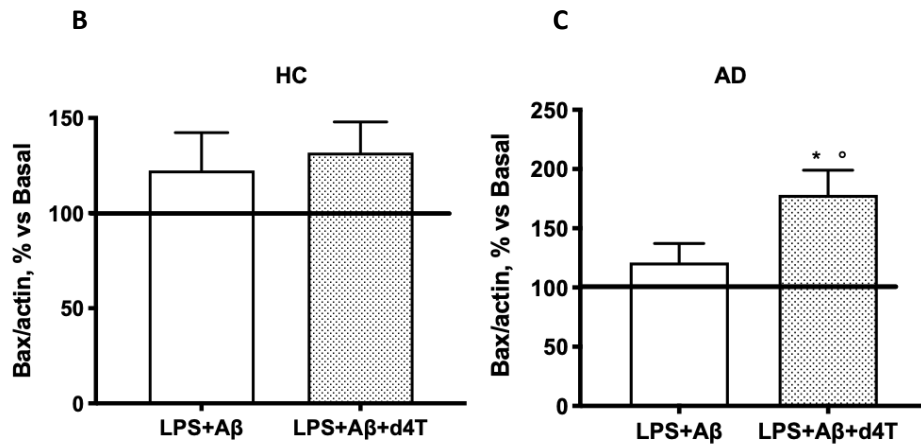 B
HC
Bax/actin, % vs Basal
150
100
50
0
LPS+Aβ
LPS+Aβ+d4T
C
AD
Bax/actin, % vs Basal
250
200
150
100
50
0
* °
LPS+Aβ
LPS+Aβ+d4T